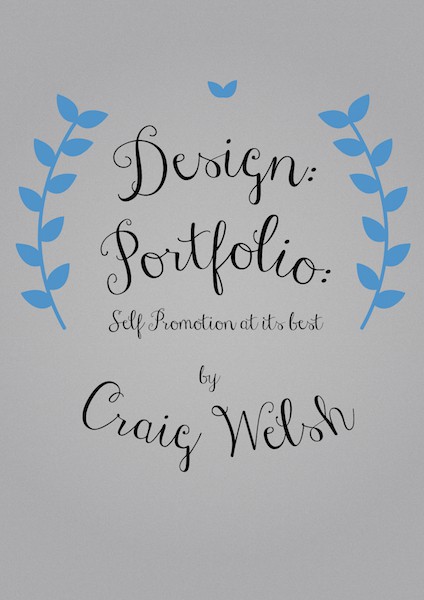 Design:
Portfolio:
Self Promotion at its best
by
Craig Welsh